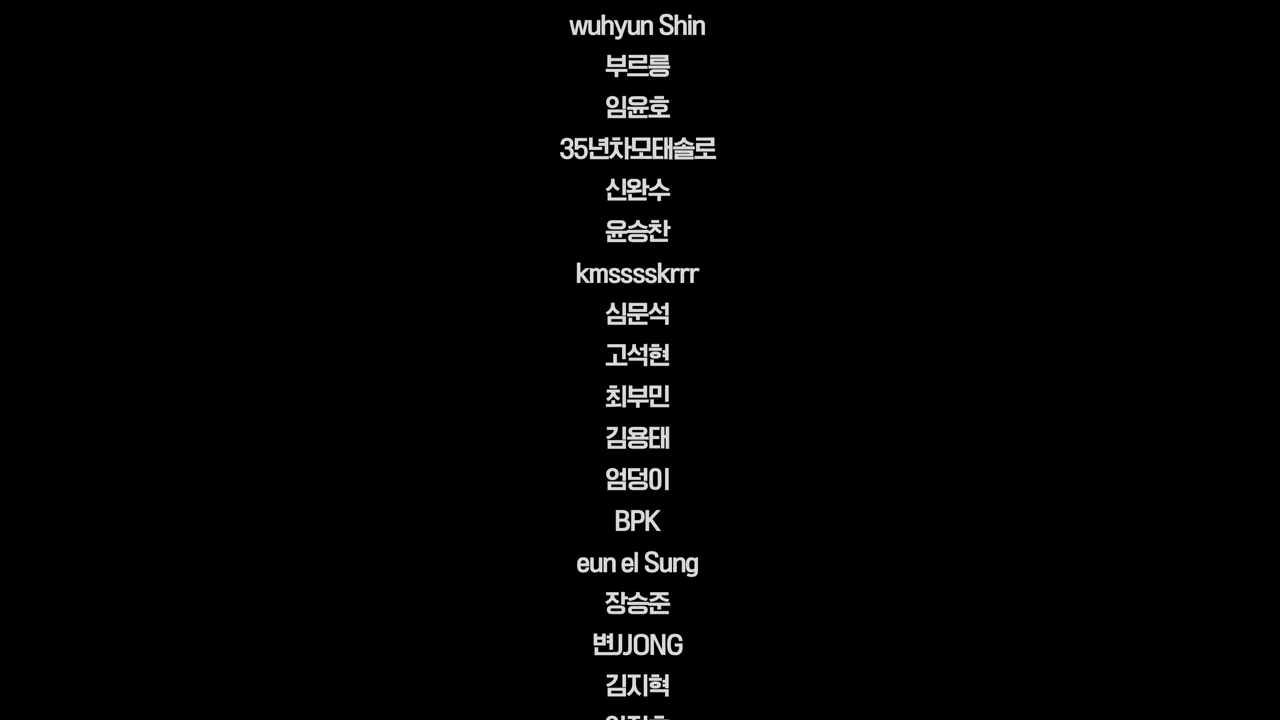 wuhyun Shin
부르릉
임윤호
35년차모태솔로
신완수
윤승찬
kmsssskrrr
심문석
고석현
최부민
김용태
엄덩이
BPK
eun el Sung
장승준
변JJONG
김지혁